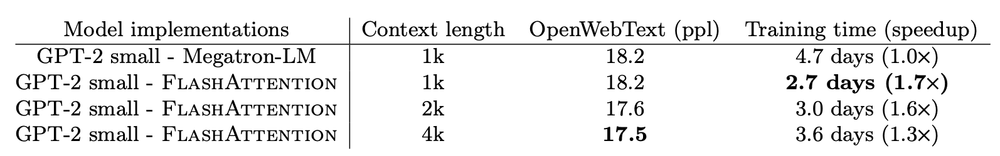 Model implementations Context length OpenWebText (ppl) Training time (speedup)
GPT-2 small - Megatron-LM 1k 18.2 4.7 days (1.0×)
GPT-2 small - FLASHATTENTION 1k 18.2 2.7 days (1.7×)
GPT-2 small - FLASHATTENTION 2k 17.6 3.0 days (1.6×)
GPT-2 small - FLASHATTENTION 4k 17.5 3.6 days (1.3×)